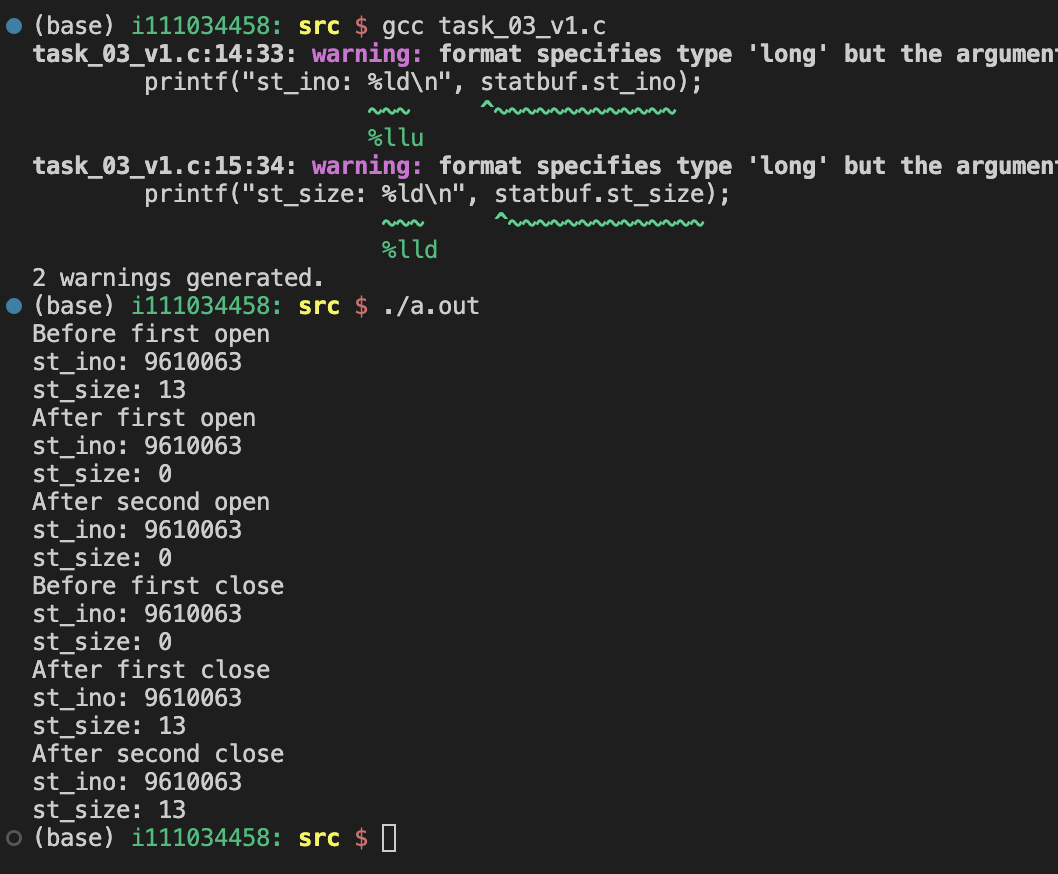 (base) i111034458: src $ gcc task_03_v1.c
task_03_v1.c:14:33: warning: format specifies type 'long' but the argument
printf("st_ino: %ld\n", statbuf.st_ino);
~~~ ^~~~~~~~~~~~~~
%llu
task_03_v1.c:15:34: warning: format specifies type 'long' but the argument
printf("st_size: %ld\n", statbuf.st_size);
~~~ ^~~~~~~~~~~~~~~
%lld
2 warnings generated.
(base) i111034458: src $ ./a.out
Before first open
st_ino: 9610063
st_size: 13
After first open
st_ino: 9610063
st_size: 0
After second open
st_ino: 9610063
st_size: 0
Before first close
st_ino: 9610063
st_size: 0
After first close
st_ino: 9610063
st_size: 13
After second close
st_ino: 9610063
st_size: 13
(base) i111034458: src $